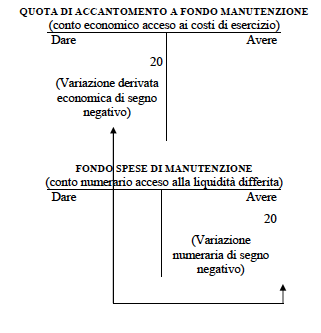 QUOTA DI ACCANTOMENTO A FONDO MANUTENZIONE
(conto economico acceso ai costi di esercizio)
Dare Avere
20
(Variazione derivata
economica di segno
negativo)
FONDO SPESE DI MANUTENZIONE
(conto numerario acceso alla liquidità differita)
Dare Avere
20
(Variazione
numeraria di segno
negativo)